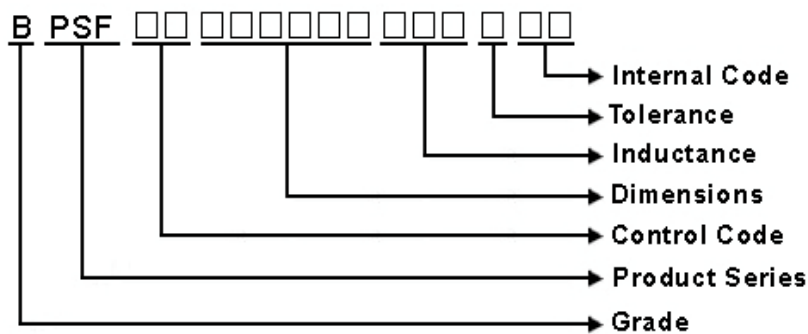 B PSF □□ □□□□□□ □□□ □ □□
Internal Code
Tolerance
Inductance
Dimensions
Control Code
Product Series
Grade